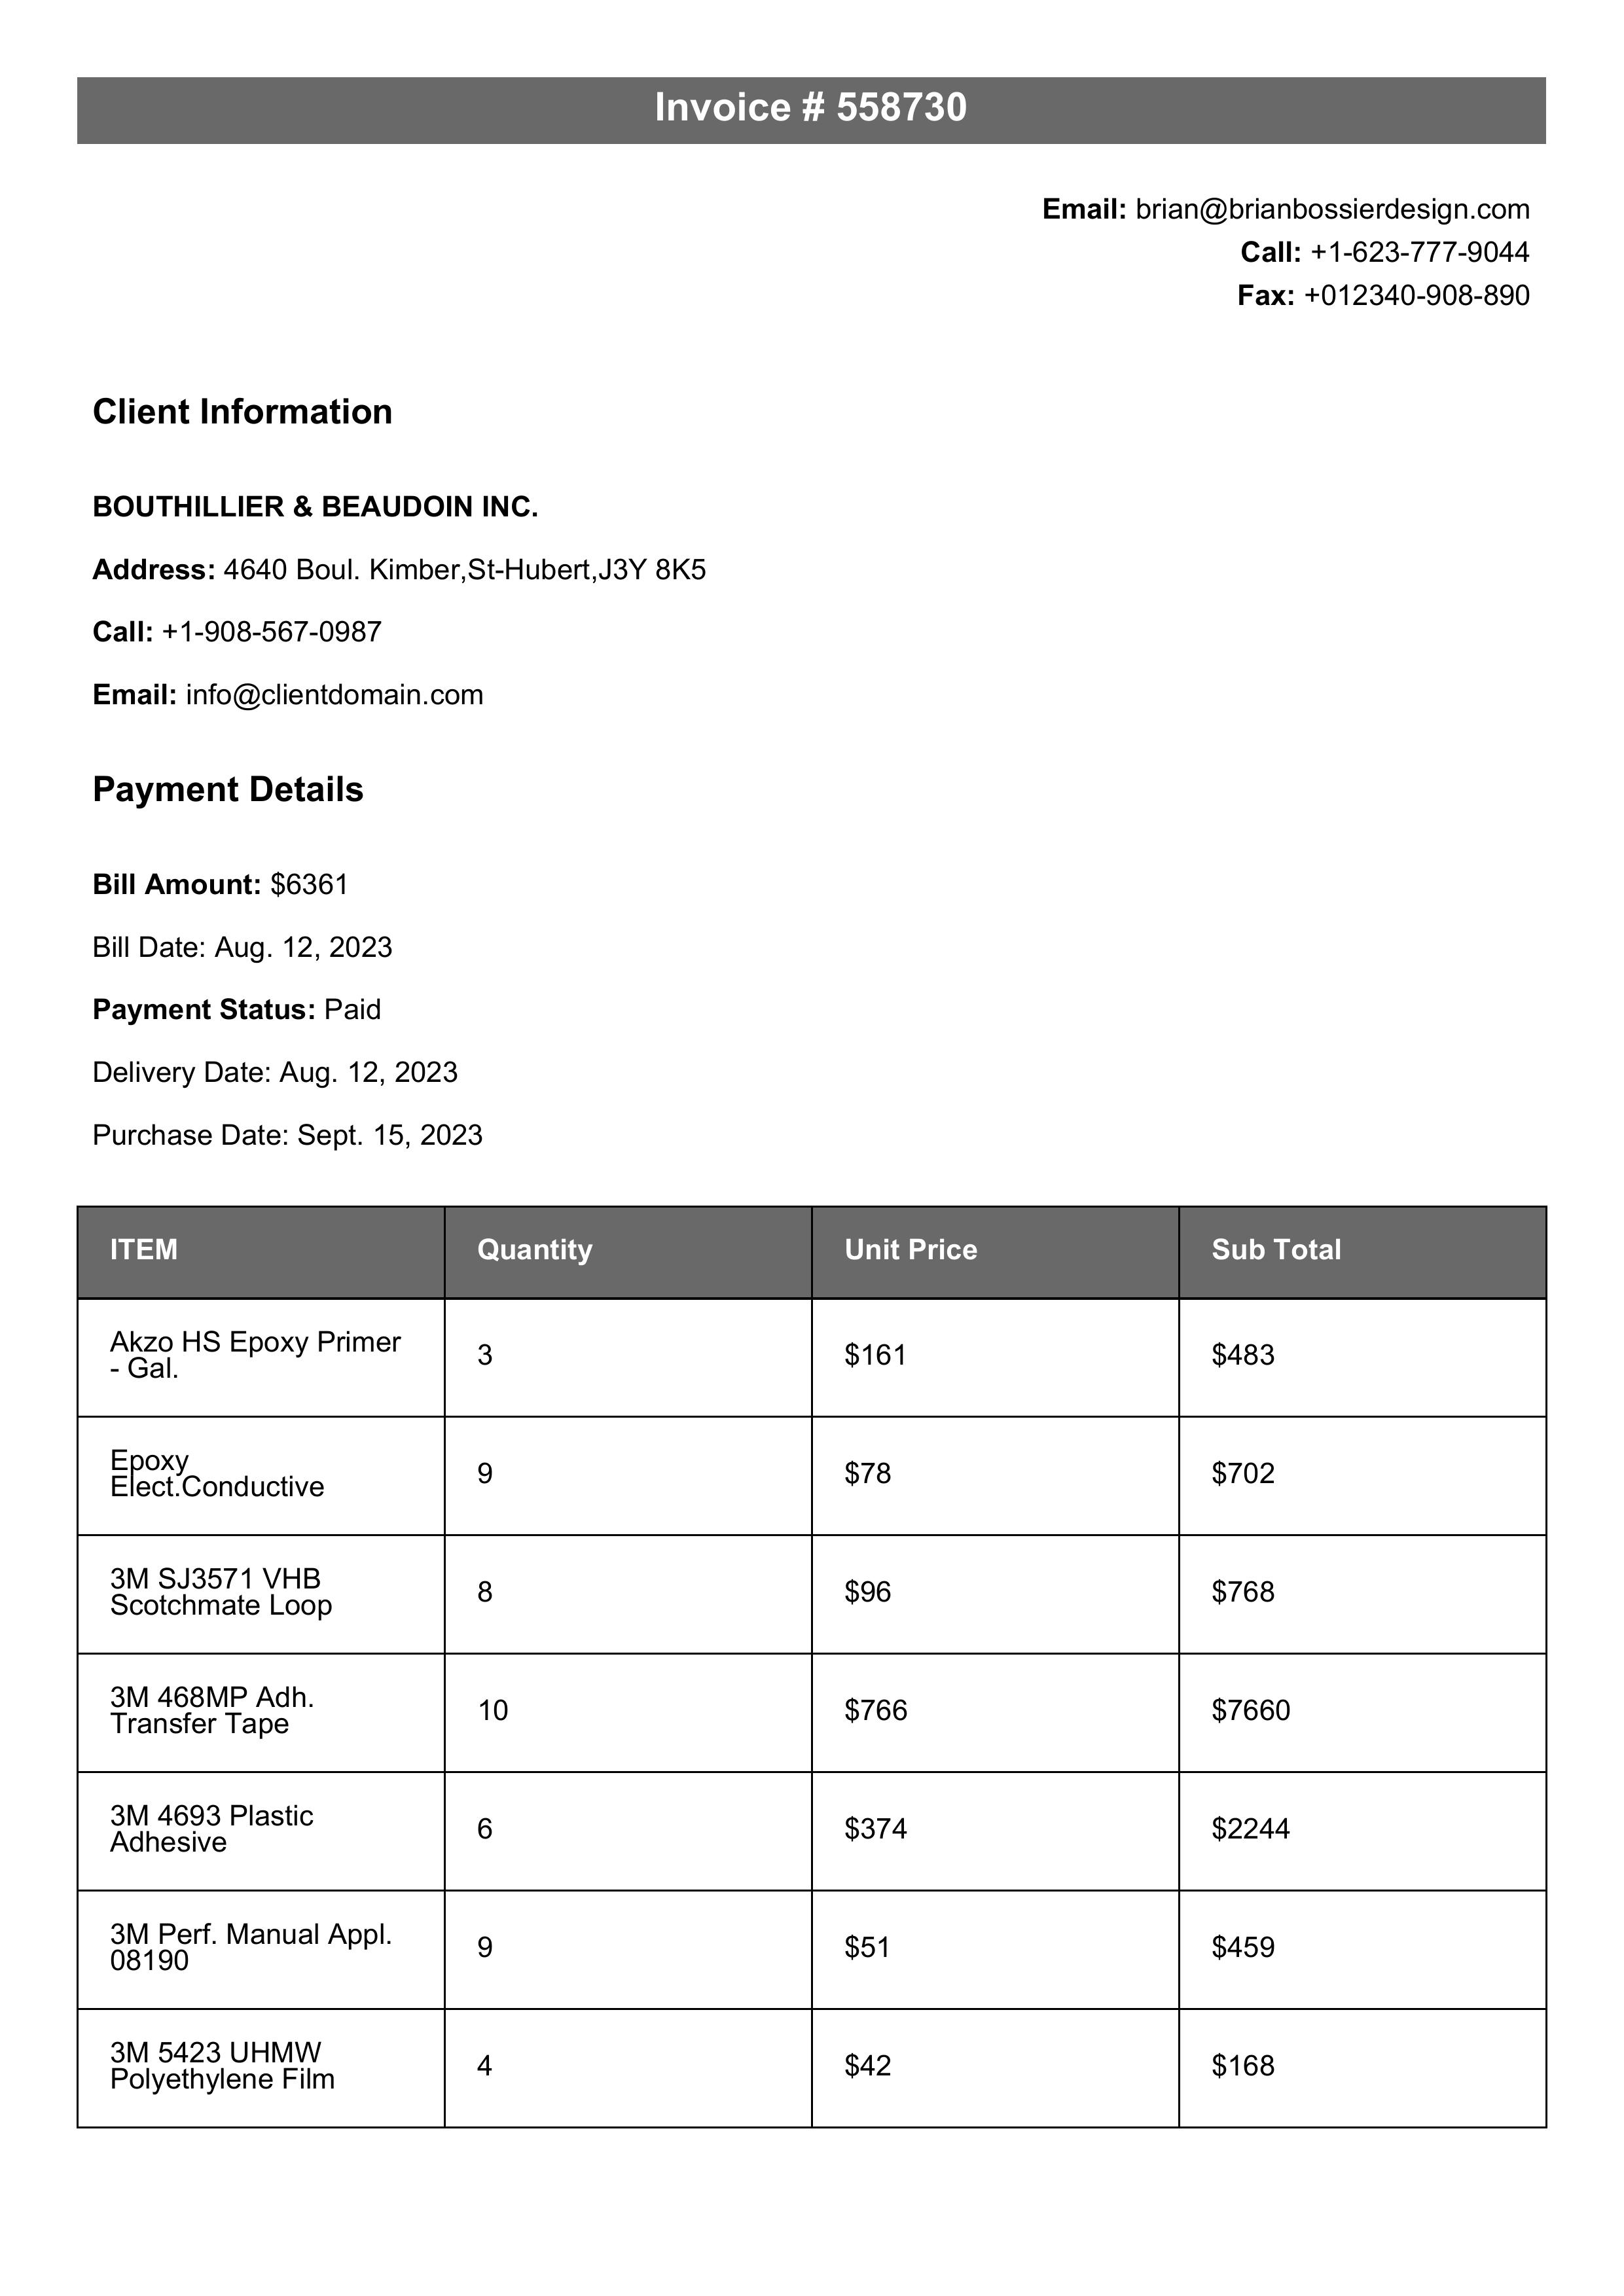 Invoice # 558730
Email: brian@brianbossierdesign.com
Call: +1-623-777-9044
Fax: +012340-908-890
Client Information
BOUTHILLIER & BEAUDOIN INC.
Address: 4640 Boul. Kimber,St-Hubert,J3Y 8K5
Call: +1-908-567-0987
Email: info@clientdomain.com
Payment Details
Bill Amount: $6361
Bill Date: Aug. 12, 2023
Payment Status: Paid
Delivery Date: Aug. 12, 2023
Purchase Date: Sept. 15, 2023
ITEM Quantity Unit Price Sub Total
Akzo HS Epoxy Primer
- Gal. 3 $161 $483
Epoxy
Elect.Conductive 9 $78 $702
3M SJ3571 VHB
Scotchmate Loop 8 $96 $768
3M 468MP Adh.
Transfer Tape 10 $766 $7660
3M 4693 Plastic
Adhesive 6 $374 $2244
3M Perf. Manual Appl.
08190 9 $51 $459
3M 5423 UHMW
Polyethylene Film 4 $42 $168